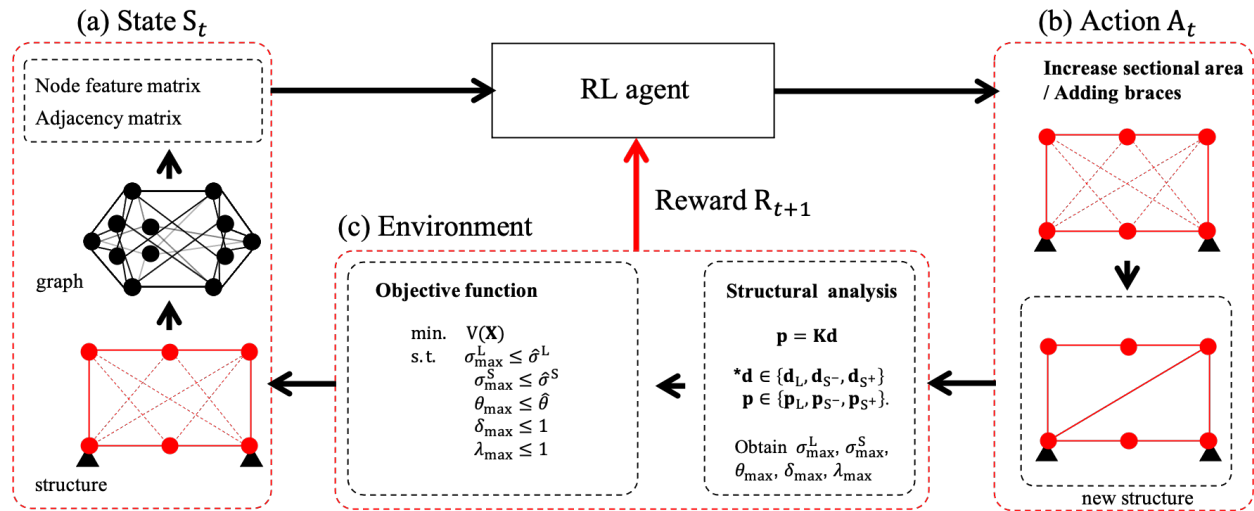 (a) State S_t
Node feature matrix
Adjacency matrix
graph
structure
RL agent
Reward R_{t+1}
(c) Environment
Objective function
min. V(𝐗)
s.t. σ^L_max ≤ σ̂^L
σ^S_max ≤ σ̂^S
θ_max ≤ θ̂
δ_max ≤ 1
λ_max ≤ 1
Structural analysis
𝐩 = 𝐊𝐝
*𝐝 ∈ {𝐝_L, 𝐝_S⁻, 𝐝_S⁺}
𝐩 ∈ {𝐩_L, 𝐩_S⁻, 𝐩_S⁺}.
Obtain σ^L_max, σ^S_max,
θ_max, δ_max, λ_max
(b) Action A_t
Increase sectional area
/ Adding braces
new structure